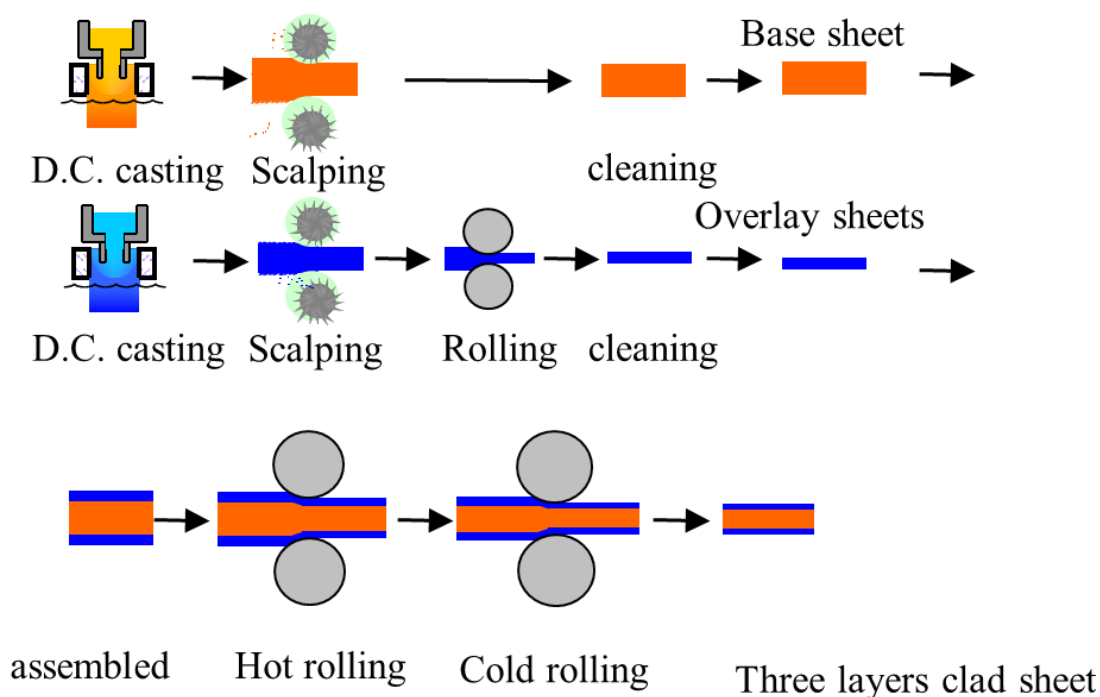 Base sheet
D.C. casting Scalping cleaning
Overlay sheets
D.C. casting Scalping Rolling cleaning
assembled Hot rolling Cold rolling Three layers clad sheet